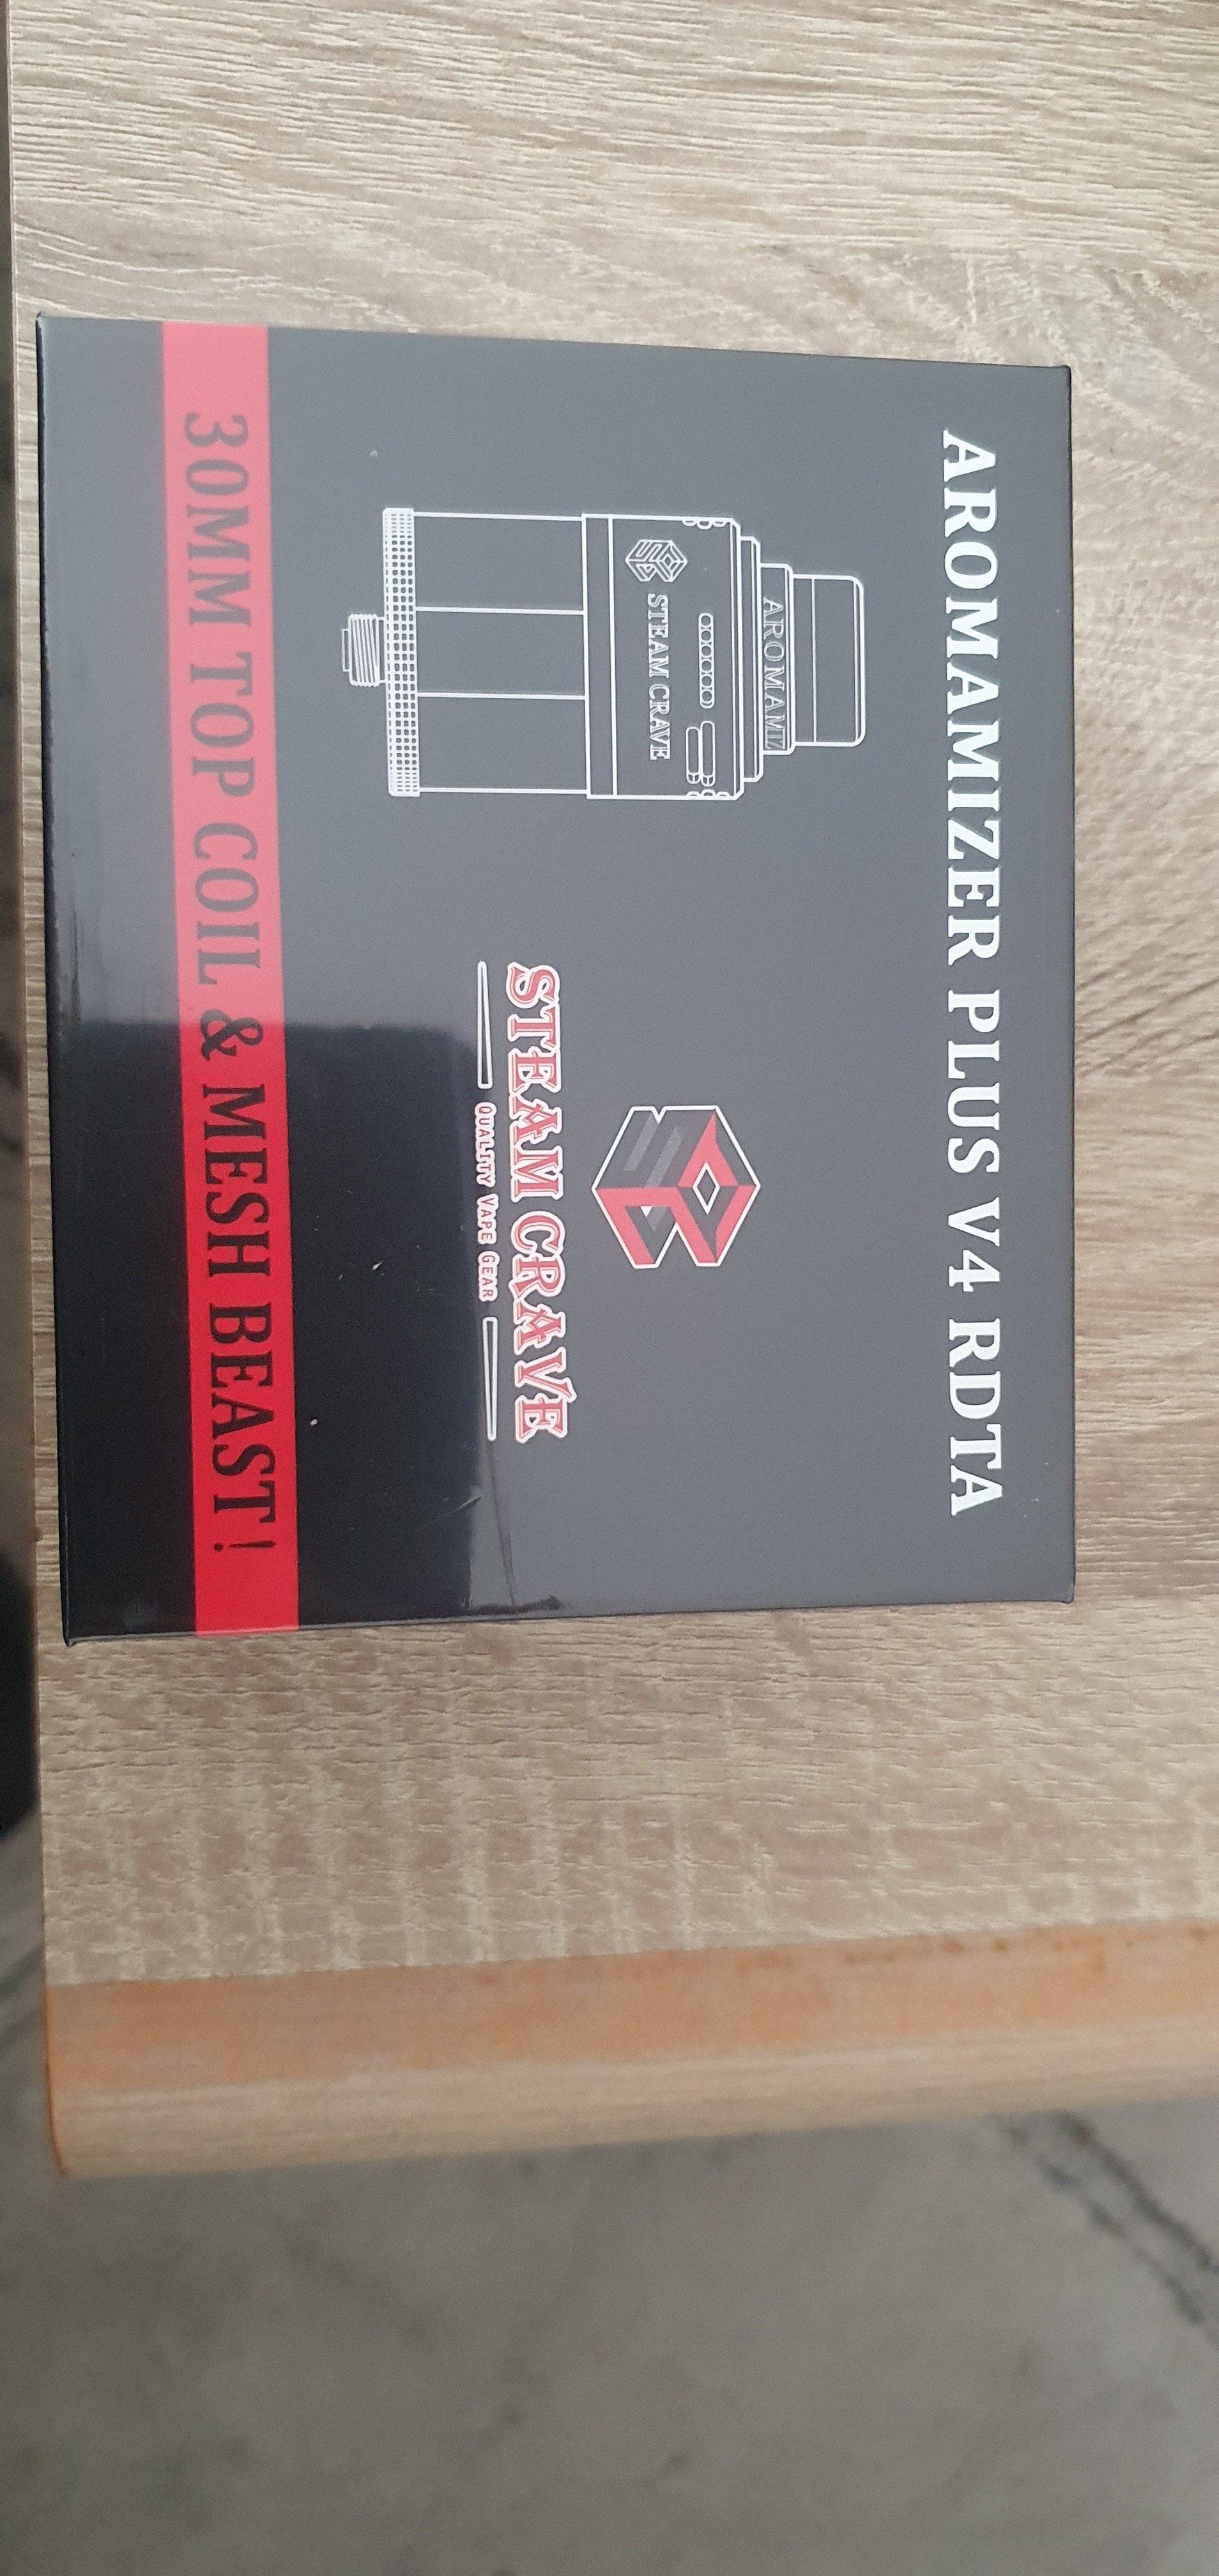 AROMAMIZER PLUS V4 RDTA
AROMAMIZ
STEAM CRAVE
STEAM CRAVE
QUALITY VAPE GEAR
30MM TOP COIL & MESH BEAST!